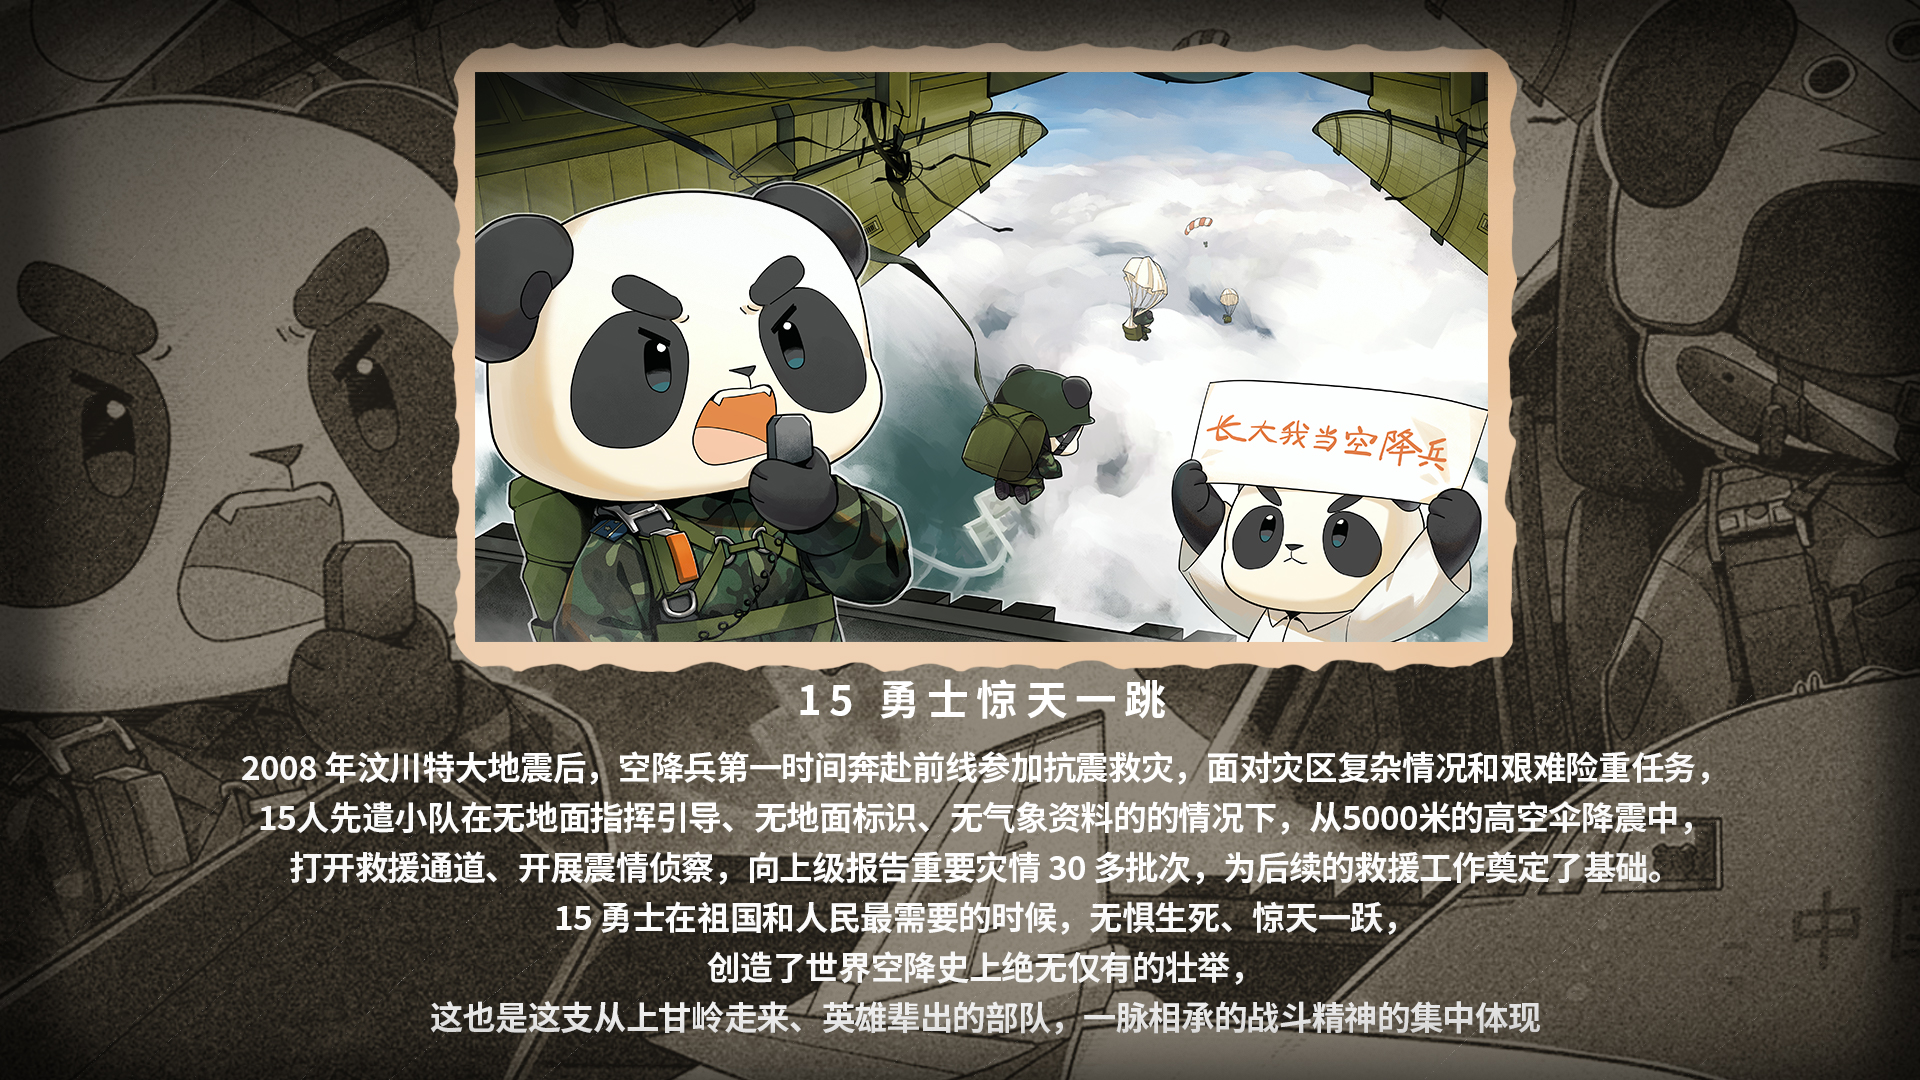 长大我当空降兵
15 勇士惊天一跳
2008 年汶川特大地震后，空降兵第一时间奔赴前线参加抗震救灾，面对灾区复杂情况和艰难险重任务，
15人先遣小队在无地面指挥引导、无地面标识、无气象资料的的情况下，从5000米的高空伞降震中，
打开救援通道、开展震情侦察，向上级报告重要灾情 30 多批次，为后续的救援工作奠定了基础。
15 勇士在祖国和人民最需要的时候，无惧生死、惊天一跃，
创造了世界空降史上绝无仅有的壮举，
这也是这支从上甘岭走来、英雄辈出的部队，一脉相承的战斗精神的集中体现